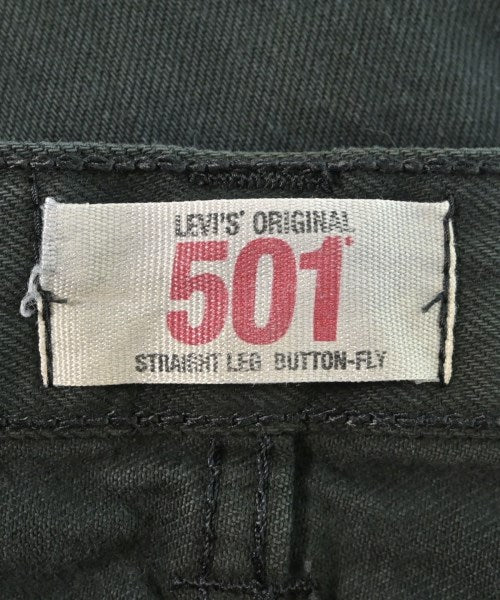 LEVI'S' ORIGINAL
501*
STRAIGHT LEG BUTTON-FLY